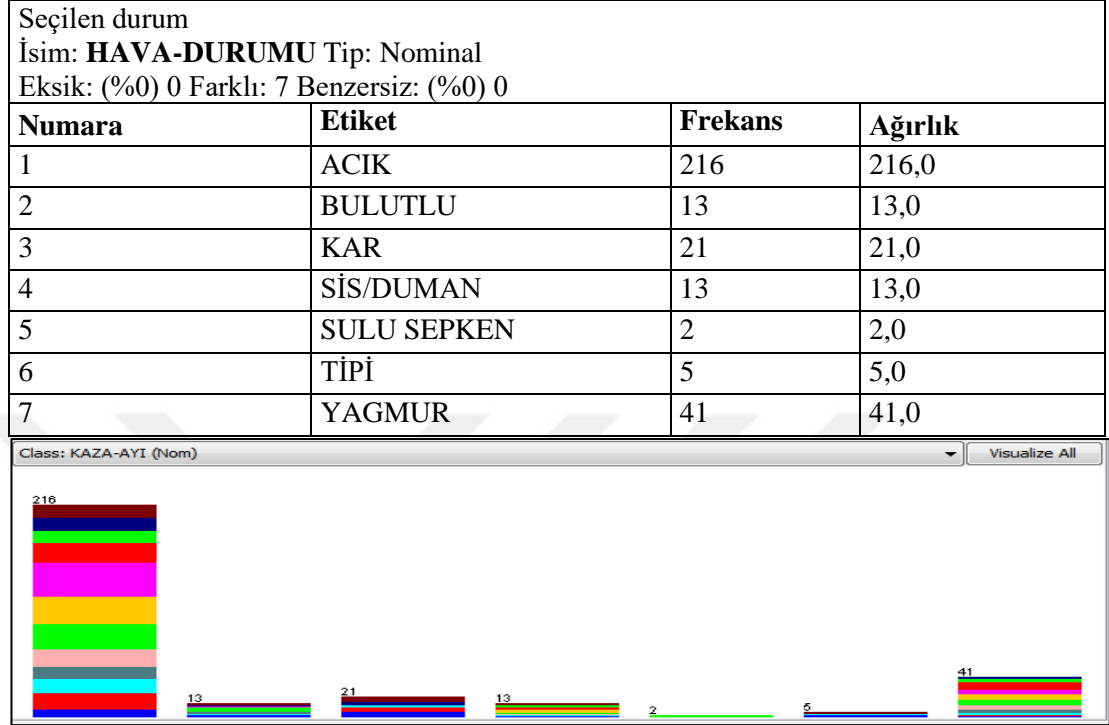 Seçilen durum
İsim: HAVA-DURUMU Tip: Nominal
Eksik: (%0) 0 Farklı: 7 Benzersiz: (%0) 0
Numara Etiket Frekans Ağırlık
1 ACIK 216 216,0
2 BULUTLU 13 13,0
3 KAR 21 21,0
4 SİS/DUMAN 13 13,0
5 SULU SEPKEN 2 2,0
6 TİPİ 5 5,0
7 YAGMUR 41 41,0
Class: KAZA-AYI (Nom) Visualize All
216
13
21
13
2
5
41